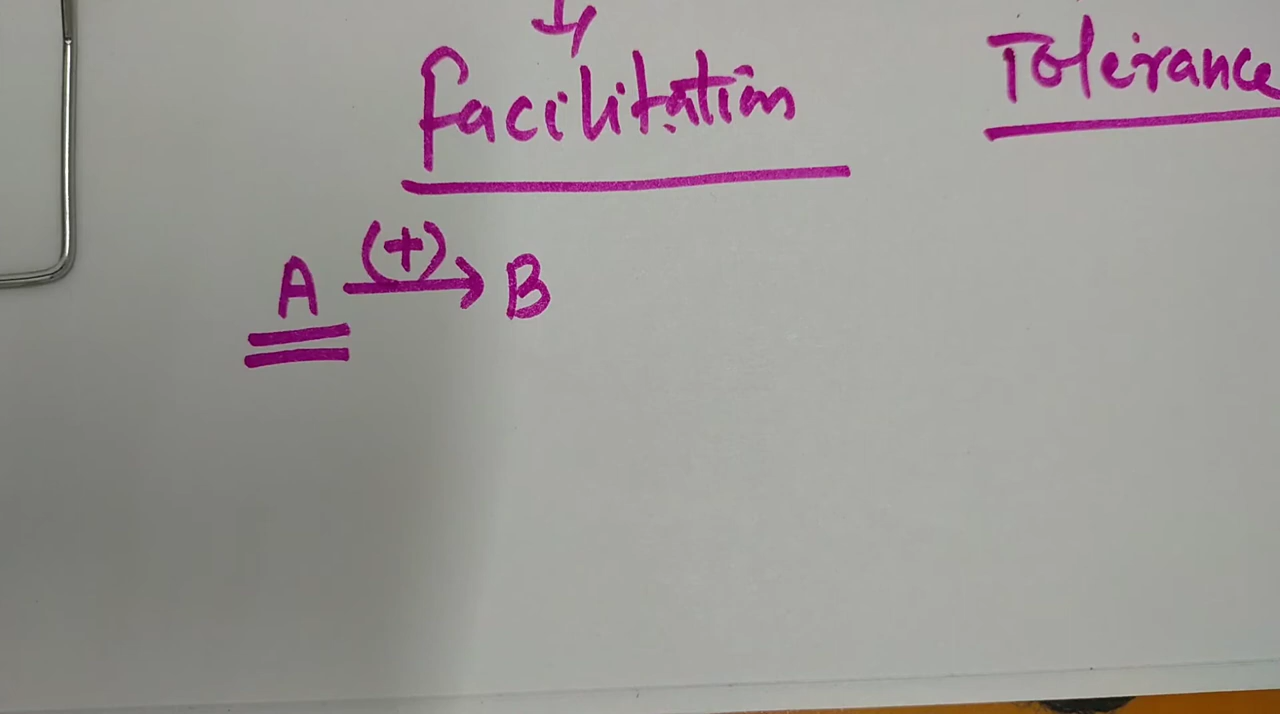 Facilitation
Tolerance
A (+)→ B